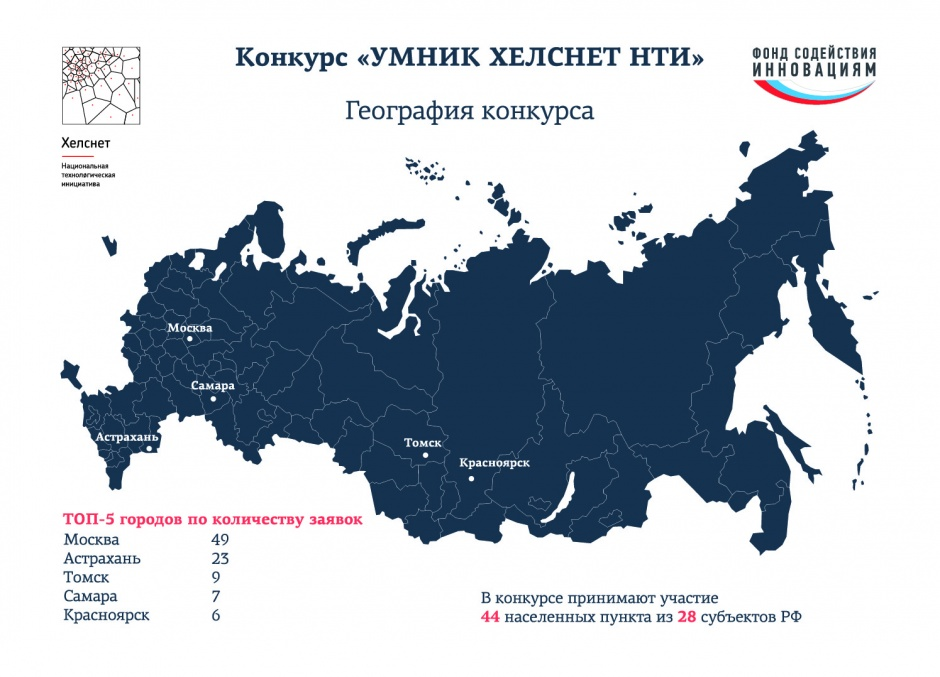 Конкурс «УМНИК ХЕЛСНЕТ НТИ»
ФОНД СОДЕЙСТВИЯ
ИННОВАЦИЯМ
География конкурса
Хелснет
Национальная
технологическая
инициатива
Москва
Самара
Астрахань
Томск
Красноярск
ТОП-5 городов по количеству заявок
Москва 49
Астрахань 23
Томск 9
Самара 7
Красноярск 6
В конкурсе принимают участие
44 населенных пункта из 28 субъектов РФ